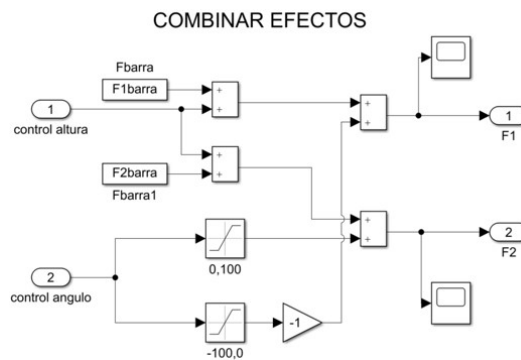 COMBINAR EFECTOS
Fbarra
F1barra
+
+
1
control altura
+
+
1
F1
+
+
F2barra
Fbarra1
+
+
2
F2
0,100
2
control angulo
-1
-100,0